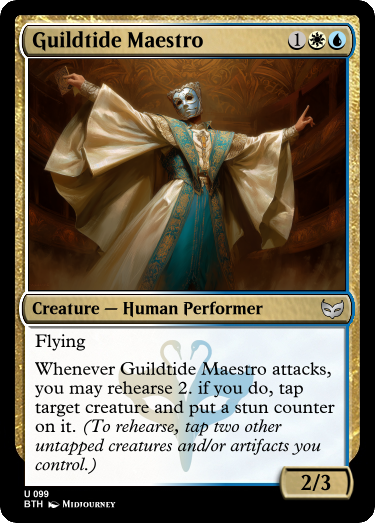 Guildtide Maestro 1
Creature — Human Performer
Flying
Whenever Guildtide Maestro attacks,
you may rehearse 2. if you do, tap
target creature and put a stun counter
on it. (To rehearse, tap two other
untapped creatures and/or artifacts you
control.)
2/3
U 099
BTH Midjourney